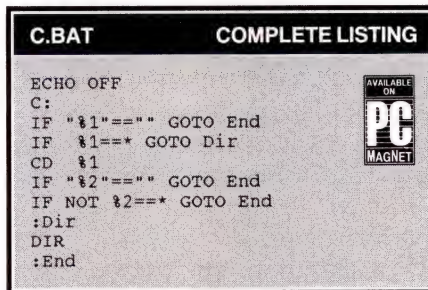 C.BAT COMPLETE LISTING
ECHO OFF
C:
IF "%1"=="" GOTO End
IF %1==* GOTO Dir
CD %1
IF "%2"=="" GOTO End
IF NOT %2==* GOTO End
:Dir
DIR
:End
AVAILABLE
ON
PC
MAGNET